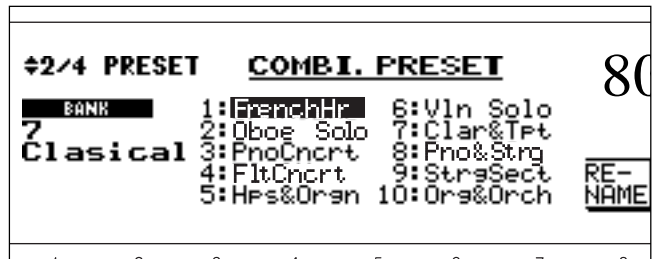 2/4 PRESET COMBI. PRESET 80
BANK 1:FrenchHr 6:Vln Solo
7 2:Oboe Solo 7:Clar&Tpt
Clasical 3:PnoCncrt 8:Pno&Strg
4:FltCncrt 9:StrgSect
5:Hps&Orgn 10:Org&Orch
RE-
NAME